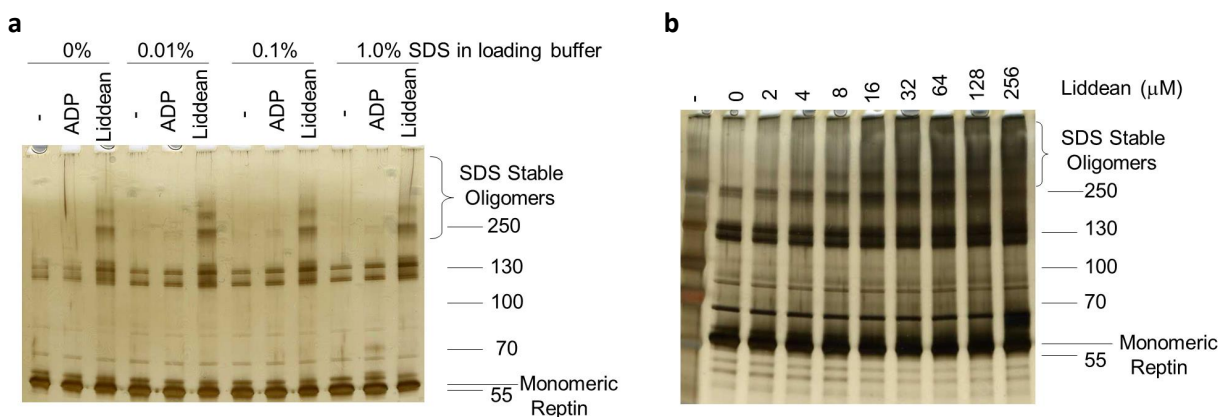 a
0% 0.01% 0.1% 1.0% SDS in loading buffer
- ADP Liddean - ADP Liddean - ADP Liddean - ADP Liddean
SDS Stable
Oligomers
250
130
100
70
Monomeric
55 Reptin
b
- 0 2 4 8 16 32 64 128 256 Liddean (μM)
SDS Stable
Oligomers
250
130
100
70
Monomeric
55 Reptin